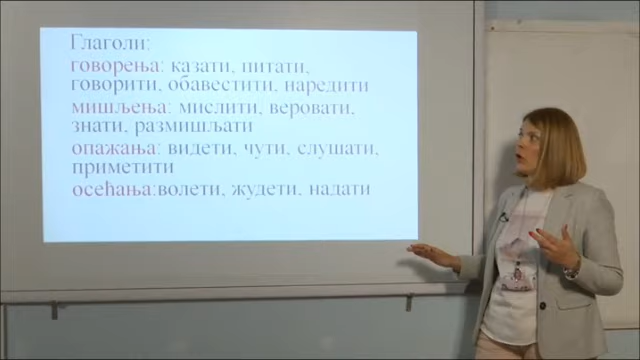 Глаголи:
говорења: казати, питати,
говорити, обавестити, наредити
мишљења: мислити, веровати,
знати, размишљати
опажања: видети, чути, слушати,
приметити
осећања:волети, жудети, надати